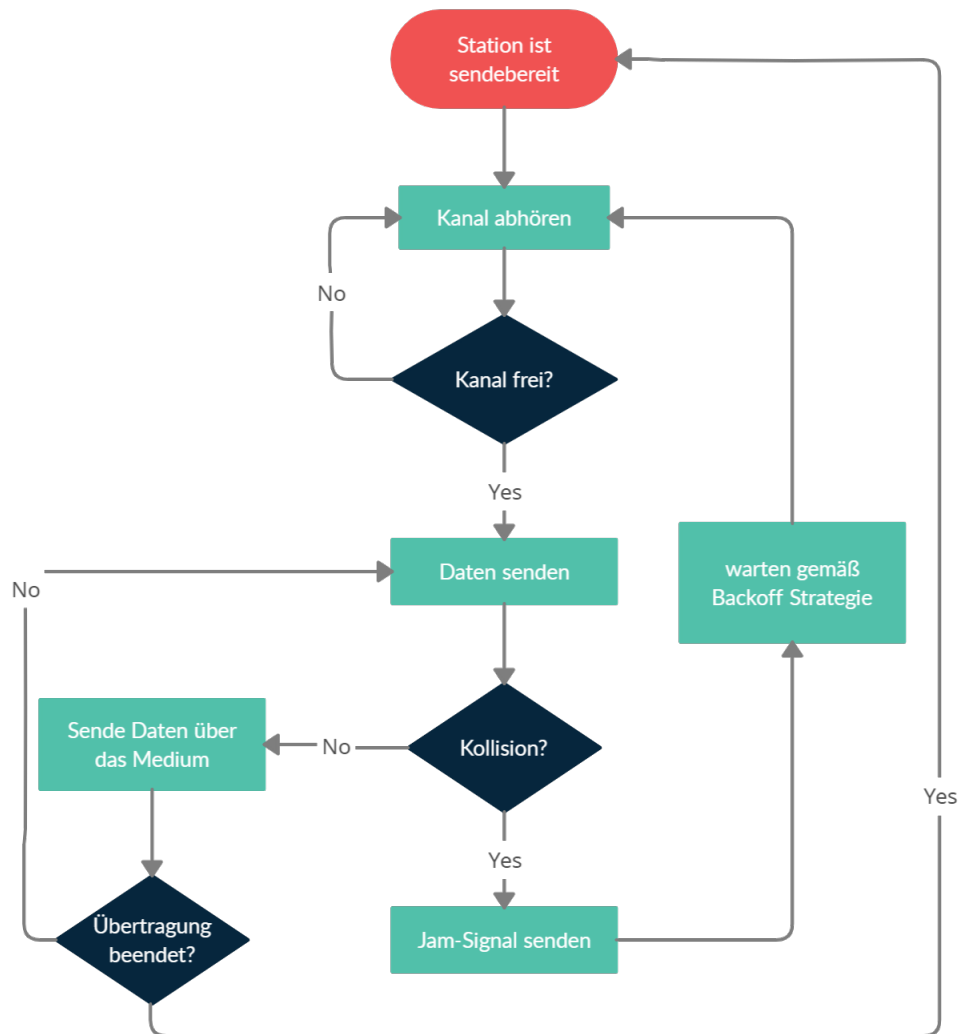 Station ist
sendebereit
Kanal abhören
No
Kanal frei?
Yes
Daten senden
No
warten gemäß
Backoff Strategie
Sende Daten über
das Medium
No
Kollision?
Yes
Yes
Übertragung
beendet?
Jam-Signal senden